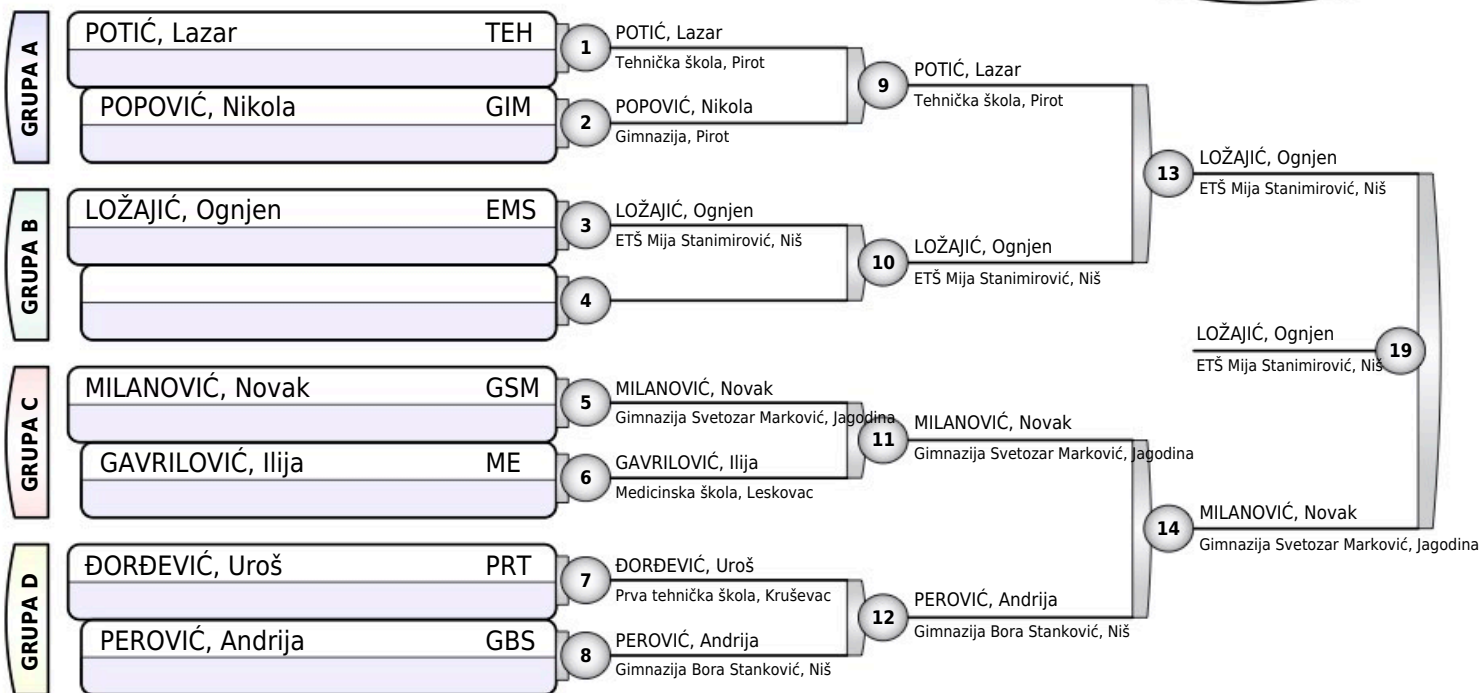 GRUPA A
POTIĆ, Lazar TEH
POPOVIĆ, Nikola GIM
GRUPA B
LOŽAJIĆ, Ognjen EMS
GRUPA C
MILANOVIĆ, Novak GSM
GAVRILOVIĆ, Ilija ME
GRUPA D
ĐORĐEVIĆ, Uroš PRT
PEROVIĆ, Andrija GBS
1
POTIĆ, Lazar
Tehnička škola, Pirot
2
POPOVIĆ, Nikola
Gimnazija, Pirot
3
LOŽAJIĆ, Ognjen
ETŠ Mija Stanimirović, Niš
4
5
MILANOVIĆ, Novak
Gimnazija Svetozar Marković, Jagodina
6
GAVRILOVIĆ, Ilija
Medicinska škola, Leskovac
7
ĐORĐEVIĆ, Uroš
Prva tehnička škola, Kruševac
8
PEROVIĆ, Andrija
Gimnazija Bora Stanković, Niš
9
POTIĆ, Lazar
Tehnička škola, Pirot
10
LOŽAJIĆ, Ognjen
ETŠ Mija Stanimirović, Niš
11
MILANOVIĆ, Novak
Gimnazija Svetozar Marković, Jagodina
12
PEROVIĆ, Andrija
Gimnazija Bora Stanković, Niš
13
LOŽAJIĆ, Ognjen
ETŠ Mija Stanimirović, Niš
14
MILANOVIĆ, Novak
Gimnazija Svetozar Marković, Jagodina
LOŽAJIĆ, Ognjen
ETŠ Mija Stanimirović, Niš
19